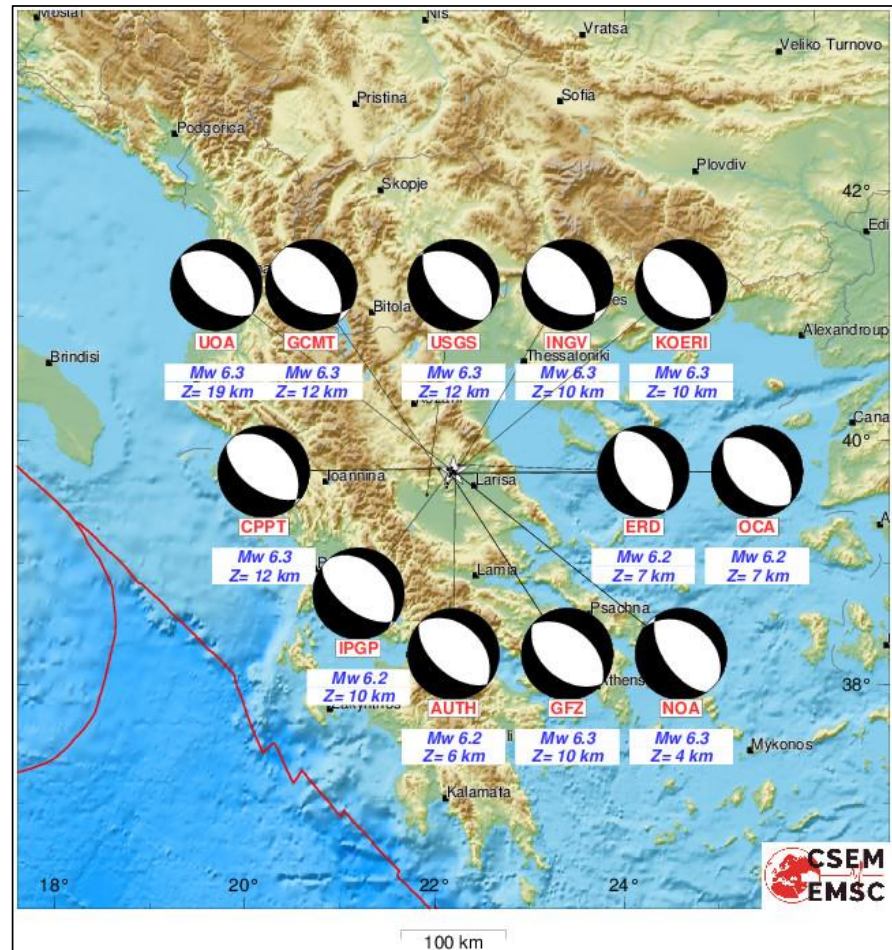 Mostar
Nis
Vratsa
Veliko Turnovo
Pristina
Sofia
Podgorica
Plovdiv
Skopje
42°
Bitola
Alexandroup
Brindisi
Thessaloniki
UOA
GCMT
USGS
INGV
KOERI
Mw 6.3
Z= 19 km
Mw 6.3
Z= 12 km
Mw 6.3
Z= 12 km
Mw 6.3
Z= 10 km
Mw 6.3
Z= 10 km
Cana
40°
Ioannina
Larisa
CPPT
ERD
OCA
Mw 6.3
Z= 12 km
Mw 6.2
Z= 7 km
Mw 6.2
Z= 7 km
Lamia
Psachna
IPGP
Mw 6.2
Z= 10 km
AUTH
GFZ
NOA
38°
Mw 6.2
Z= 6 km
Mw 6.3
Z= 10 km
Mw 6.3
Z= 4 km
Mykonos
Kalamata
18°
20°
22°
24°
CSEM
EMSC
100 km